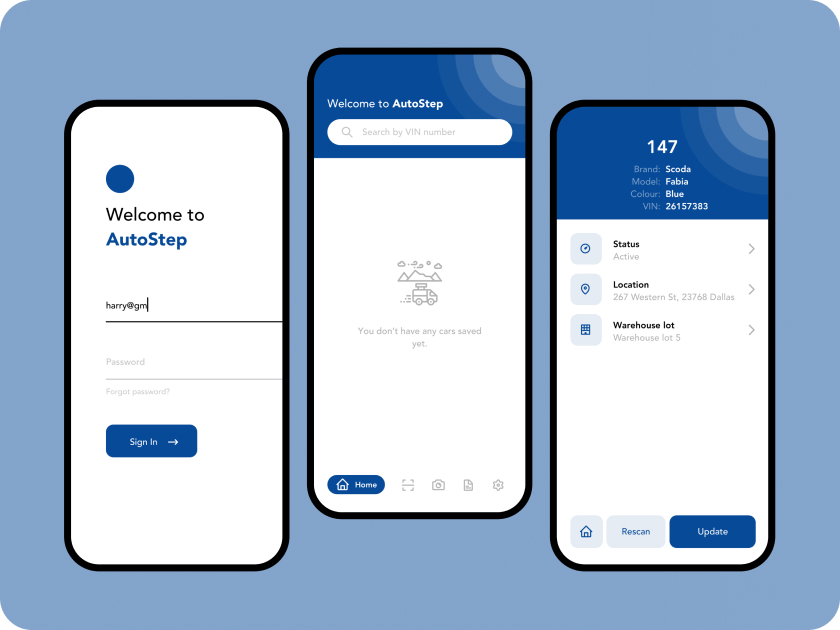 Welcome to
AutoStep
harry@gm
Password
Forgot password?
Sign In
Welcome to AutoStep
Search by VIN number
You don't have any cars saved
yet.
Home
147
Brand: Scoda
Model: Fabia
Colour: Blue
VIN: 26157383
Status
Active
Location
267 Western St, 23768 Dallas
Warehouse lot
Warehouse lot 5
Rescan
Update